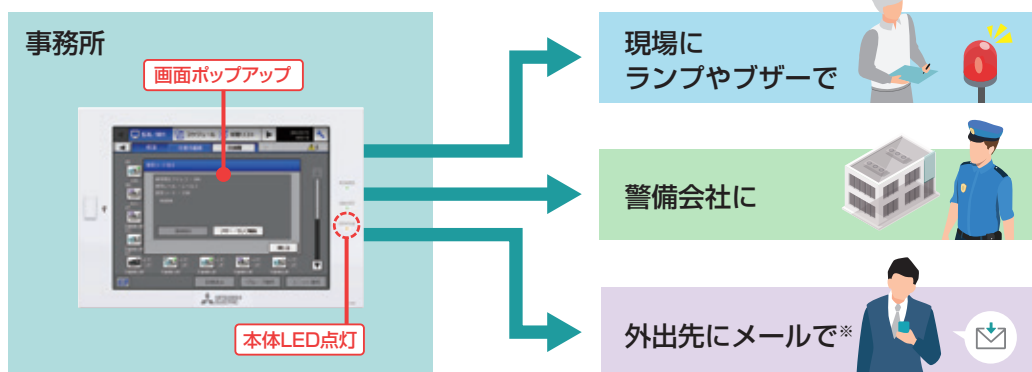 事務所
画面ポップアップ
MITSUBISHI
ELECTRIC
本体LED点灯
現場に
ランプやブザーで
警備会社に
外出先にメールで※